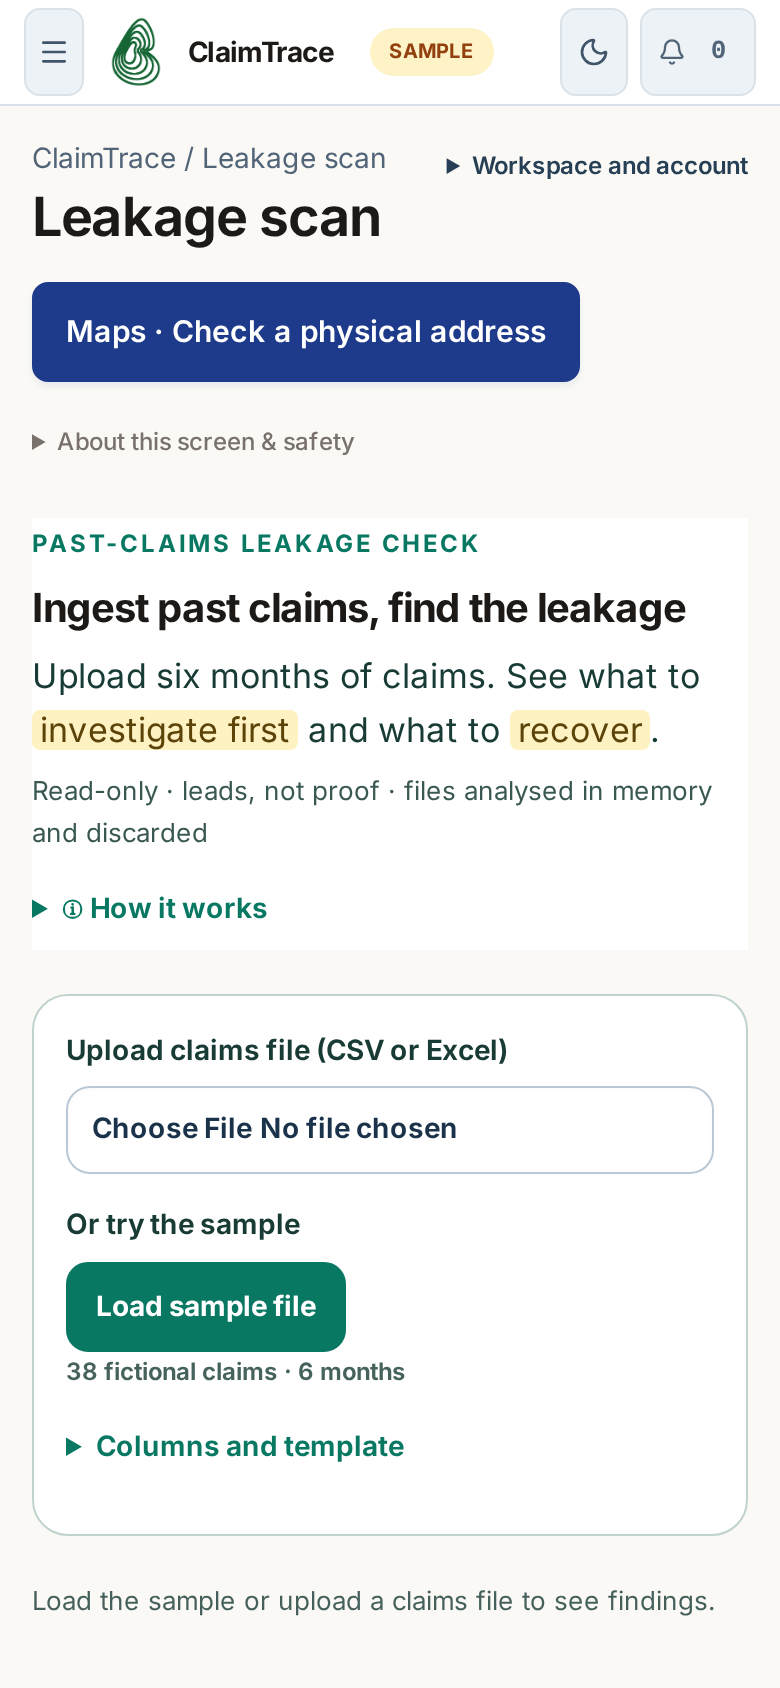 ClaimTrace
SAMPLE
0
ClaimTrace / Leakage scan
Workspace and account
Leakage scan
Maps · Check a physical address
About this screen & safety
PAST-CLAIMS LEAKAGE CHECK
Ingest past claims, find the leakage
Upload six months of claims. See what to
investigate first and what to recover.
Read-only · leads, not proof · files analysed in memory
and discarded
How it works
Upload claims file (CSV or Excel)
Choose File No file chosen
Or try the sample
Load sample file
38 fictional claims · 6 months
Columns and template
Load the sample or upload a claims file to see findings.